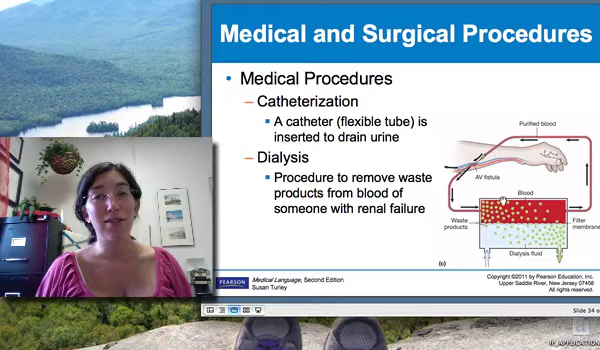 Medical and Surgical Procedures
• Medical Procedures
– Catheterization
▪ A catheter (flexible tube) is
inserted to drain urine
– Dialysis
▪ Procedure to remove waste
products from blood of
someone with renal failure
Purified blood
AV fistula
Blood
Waste
products
Filter
membrane
Dialysis fluid
(c)
PEARSON
Medical Language, Second Edition
Susan Turley
Copyright ©2011 by Pearson Education, Inc.
Upper Saddle River, New Jersey 07458
All rights reserved.
Slide 34 o